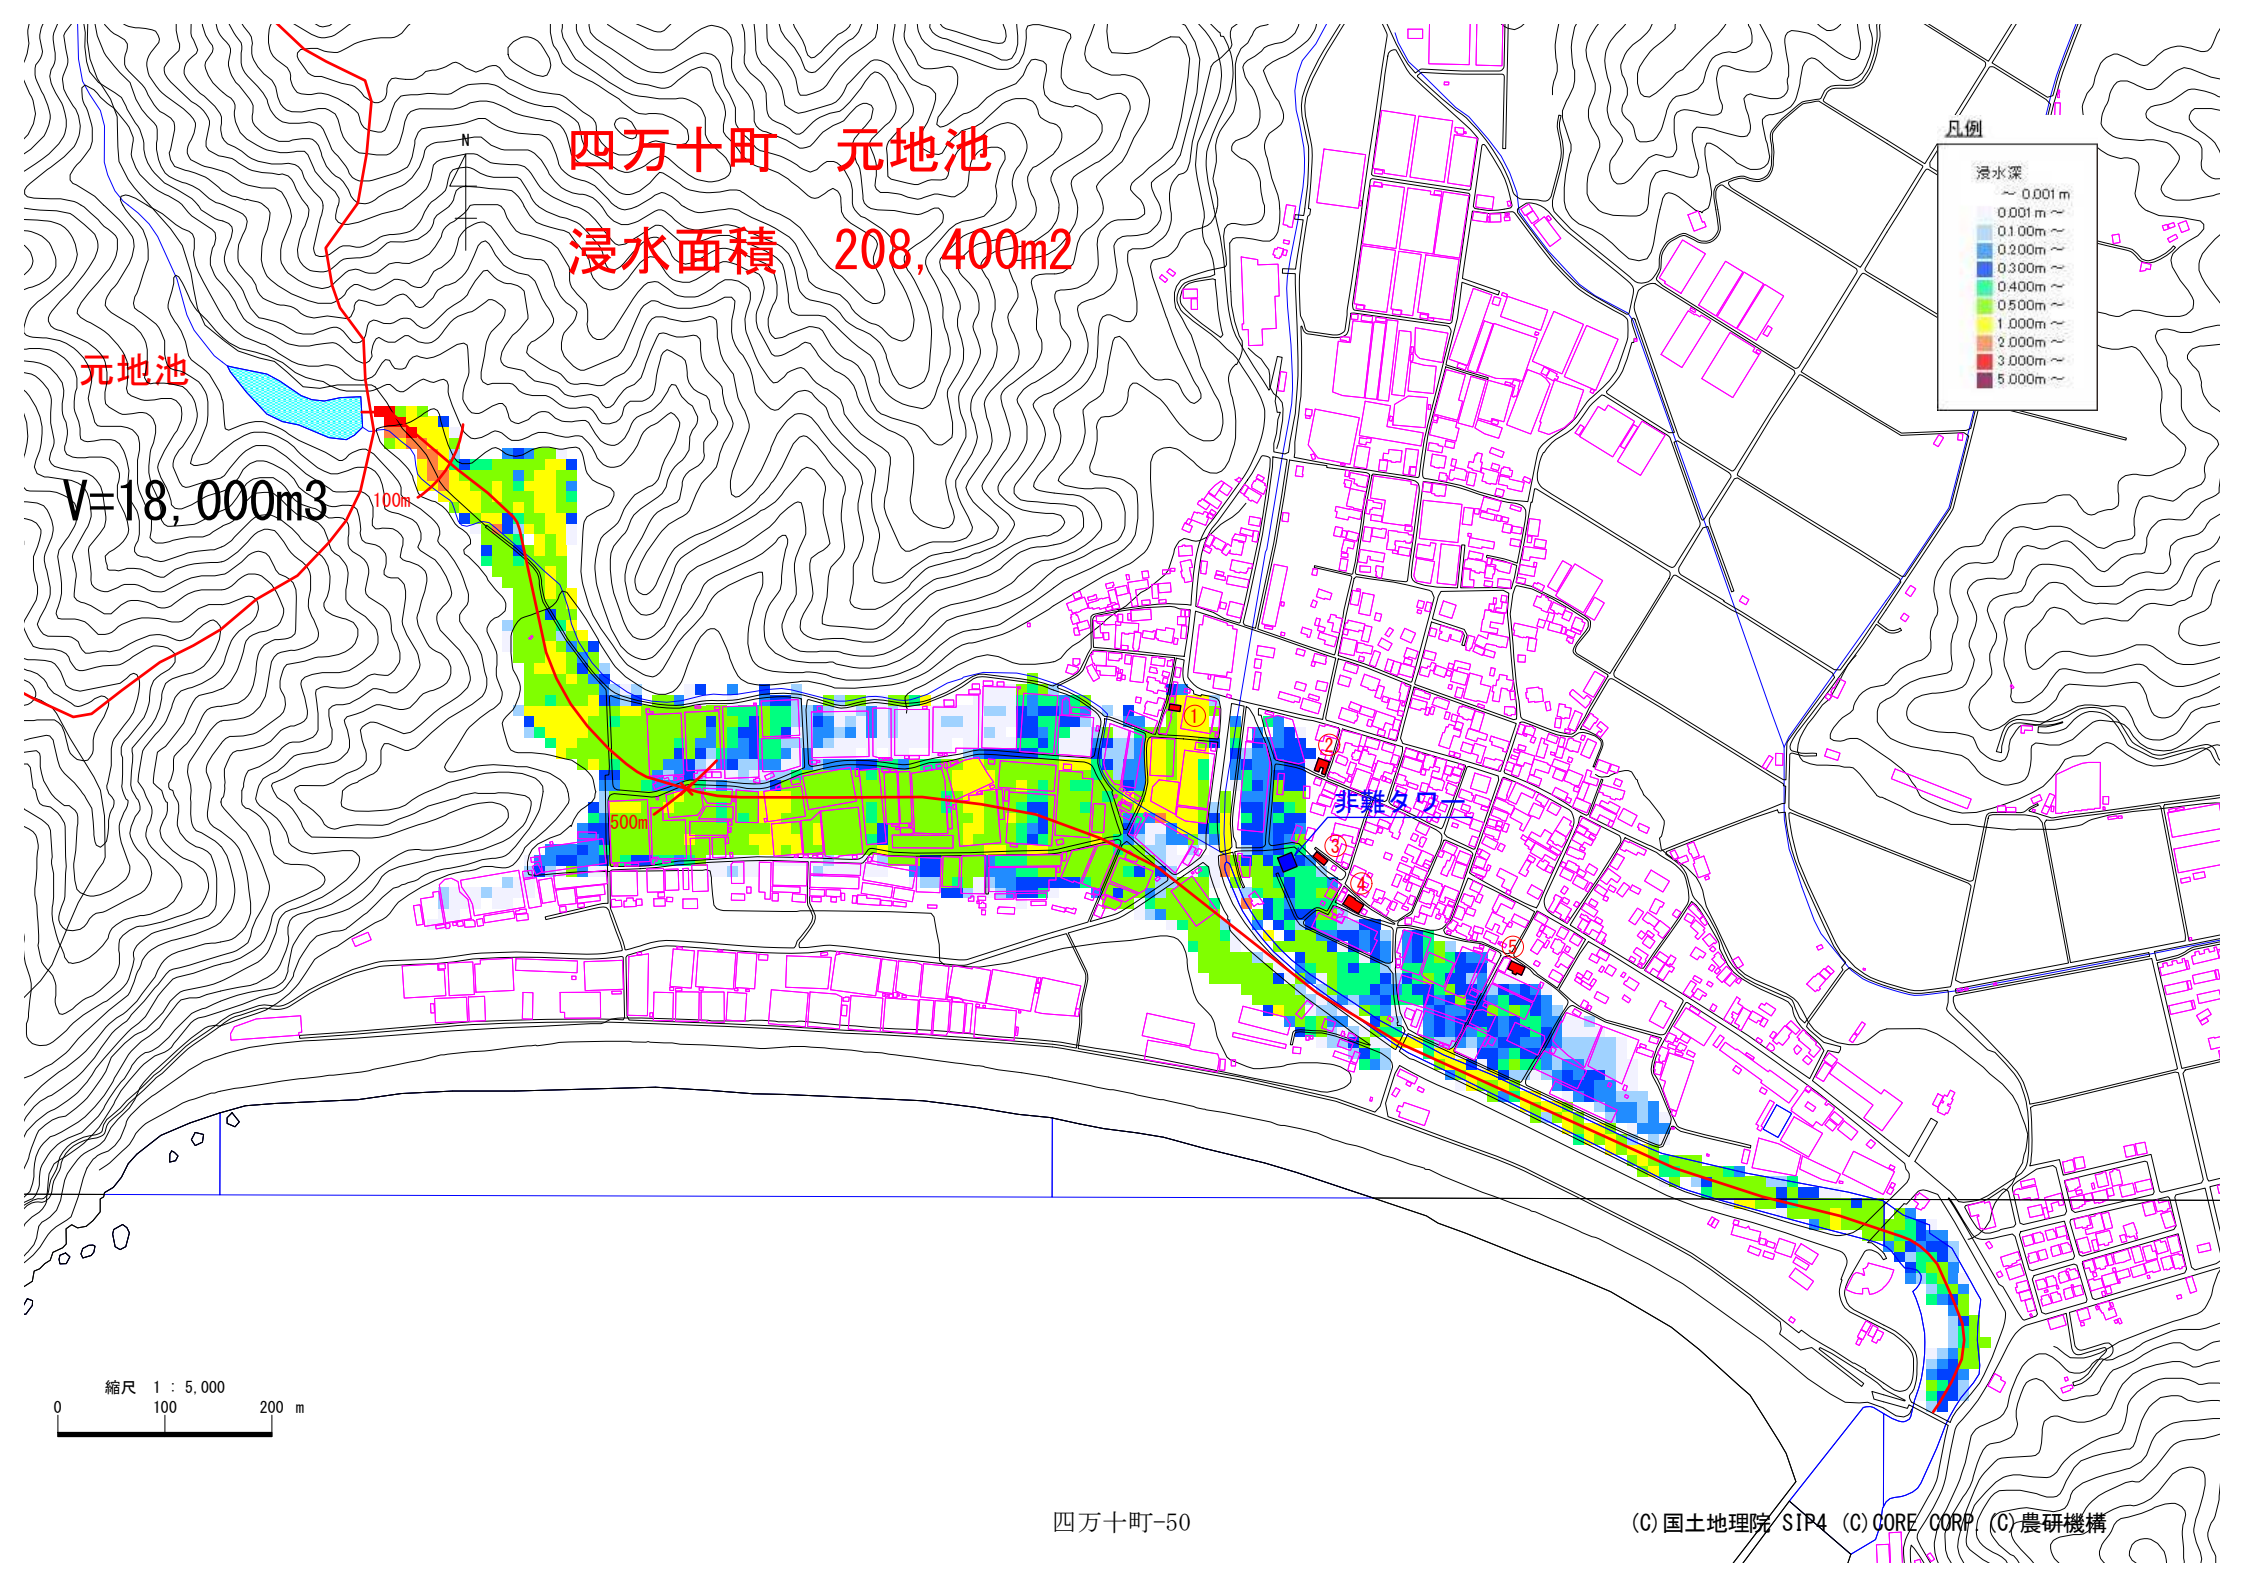 四万十町　元地池
浸水面積　208,400m2
N
凡例
浸水深
～ 0.001m
0.001m ～
0.100m ～
0.200m ～
0.300m ～
0.400m ～
0.500m ～
1.000m ～
2.000m ～
3.000m ～
5.000m ～
元地池
V=18,000m3
100m
500m
①
②
非難タワー
③
④
⑤
縮尺　1 : 5,000
0 100 200 m
四万十町-50
(C)国土地理院 SIP4 (C)CORE CORP. (C)農研機構